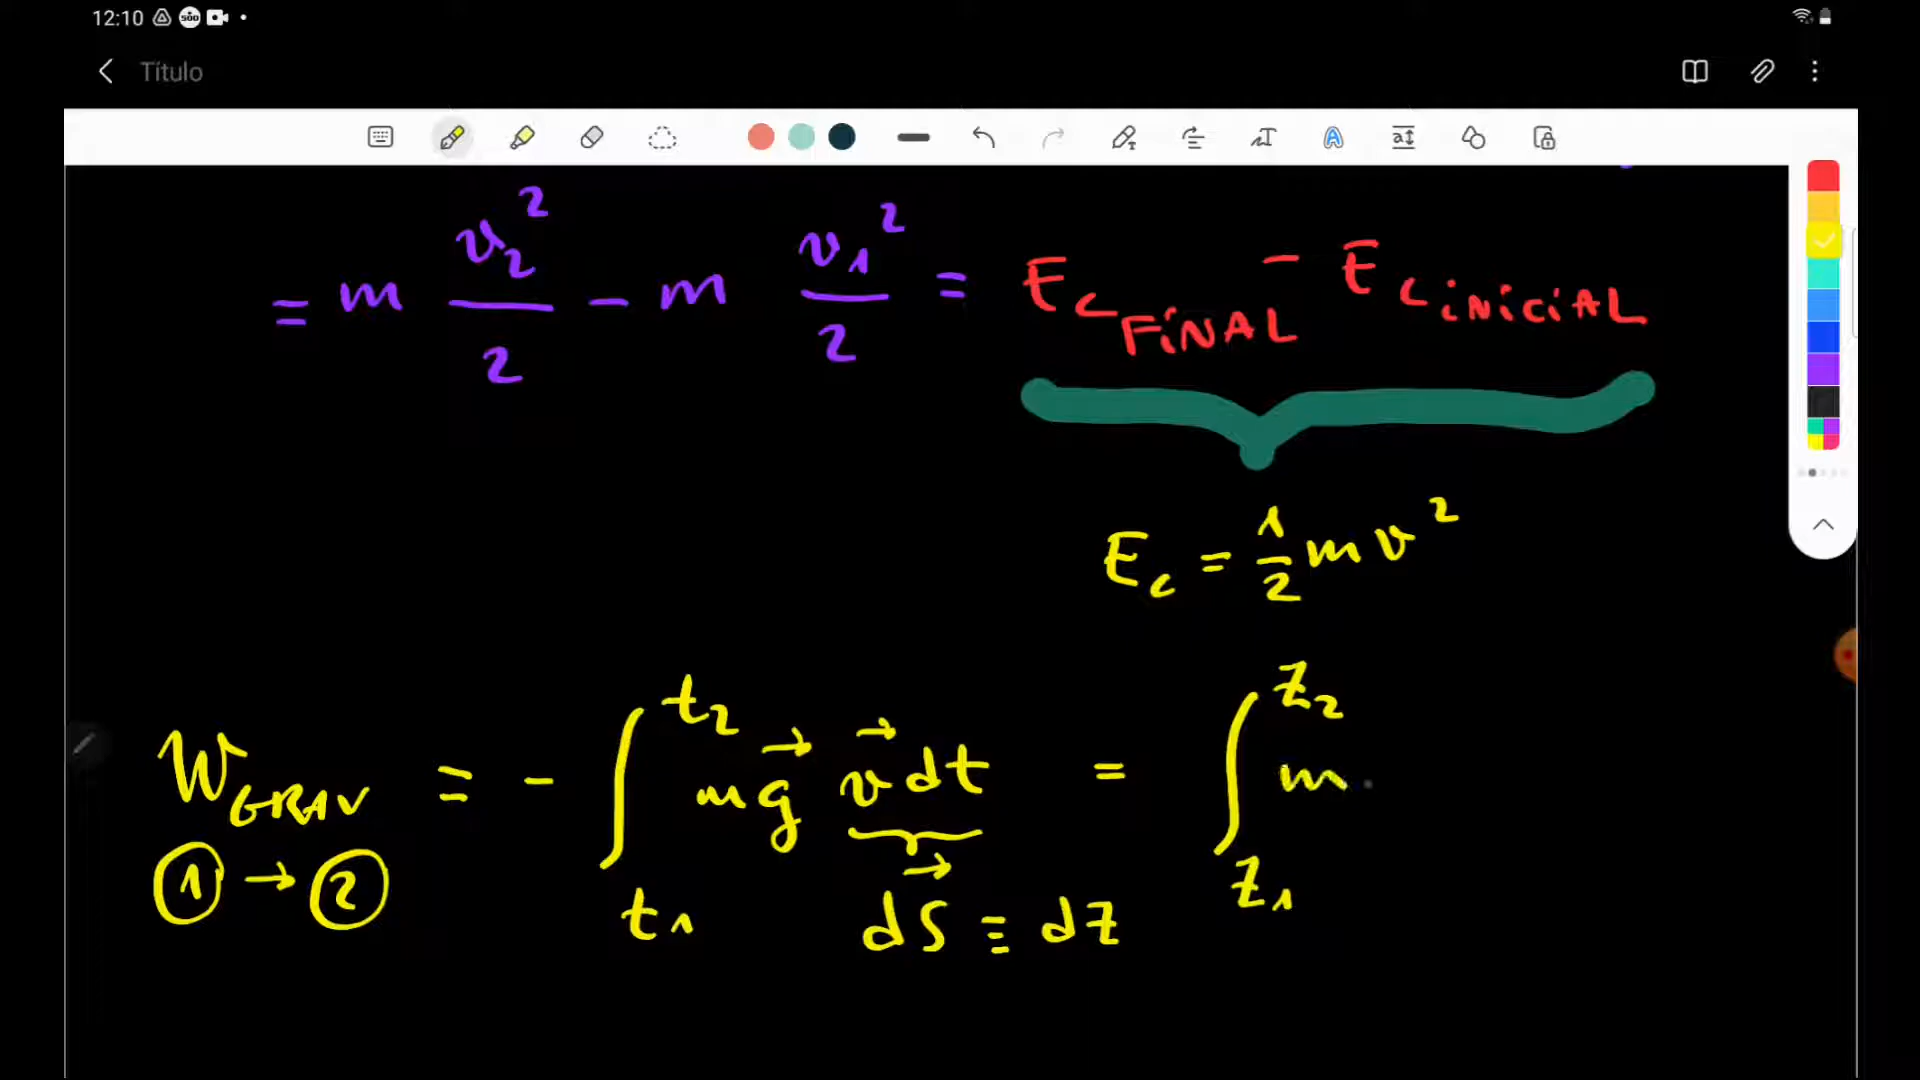 12:10
500
Título
= m v₂²/2 - m v₁²/2 = E_C FINAL - E_C INICIAL
E_c = 1/2 m v²
W_GRAV = - ∫_{t₁}^{t₂} m g⃗ v⃗ dt = ∫_{z₁}^{z₂} m
① → ②
dS⃗ ≡ dz